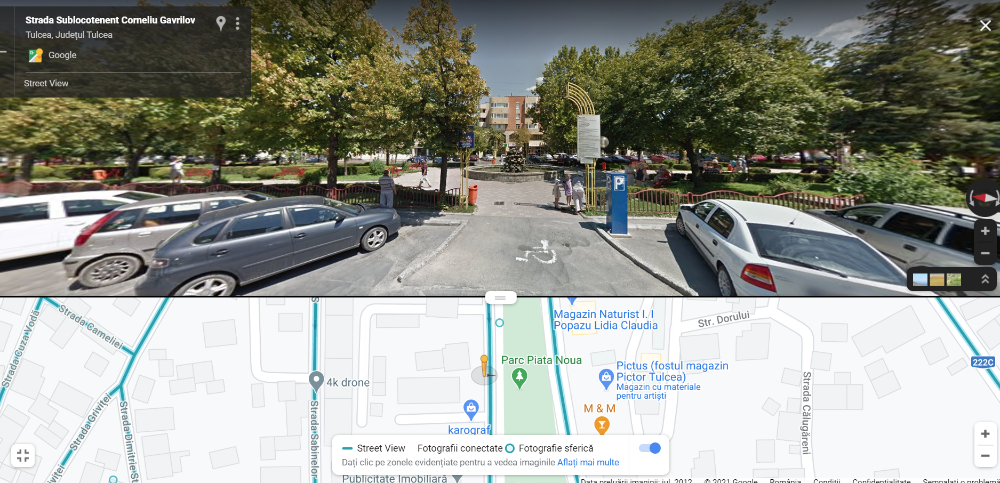 Strada Sublocotenent Corneliu Gavrilov
Tulcea, Județul Tulcea
Google
Street View
P
Strada Cuza Vodă
Strada Cameliei
Strada Griviței
Strada Dimitrie St
Griviței
4k drone
Strada Sabinelor
S
karograf
Parc Piata Noua
Magazin Naturist I. I
Popazu Lidia Claudia
Pictus (fostul magazin
Pictor Tulcea)
Magazin cu materiale
pentru artiști
M & M
Str. Dorului
Strada Călugăreni
222C
Street View
Fotografii conectate
Fotografie sferică
Dați clic pe zonele evidențiate pentru a vedea imaginile Aflați mai multe
Publicitate Imobiliară
Data preluării imaginii: iul. 2012
© 2021 Google
România
Condiții
Confidențialitate
Semnalați o problemă